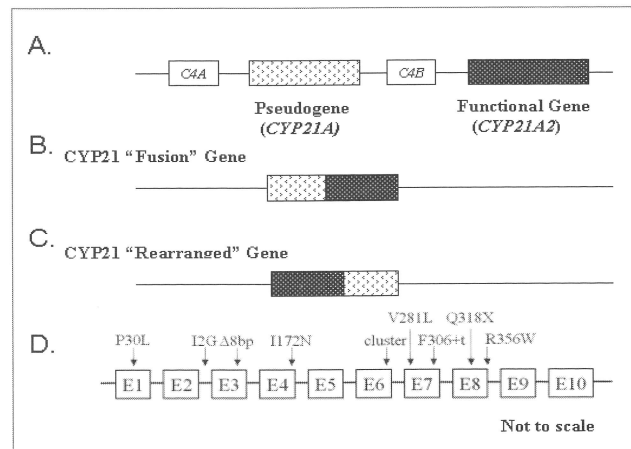 A.
C4A C4B
Pseudogene Functional Gene
(CYP21A) (CYP21A2)
B.
CYP21 “Fusion” Gene
C.
CYP21 “Rearranged” Gene
V281L Q318X
D. P30L I2G Δ8bp I172N cluster F306+t R356W
E1 E2 E3 E4 E5 E6 E7 E8 E9 E10
Not to scale